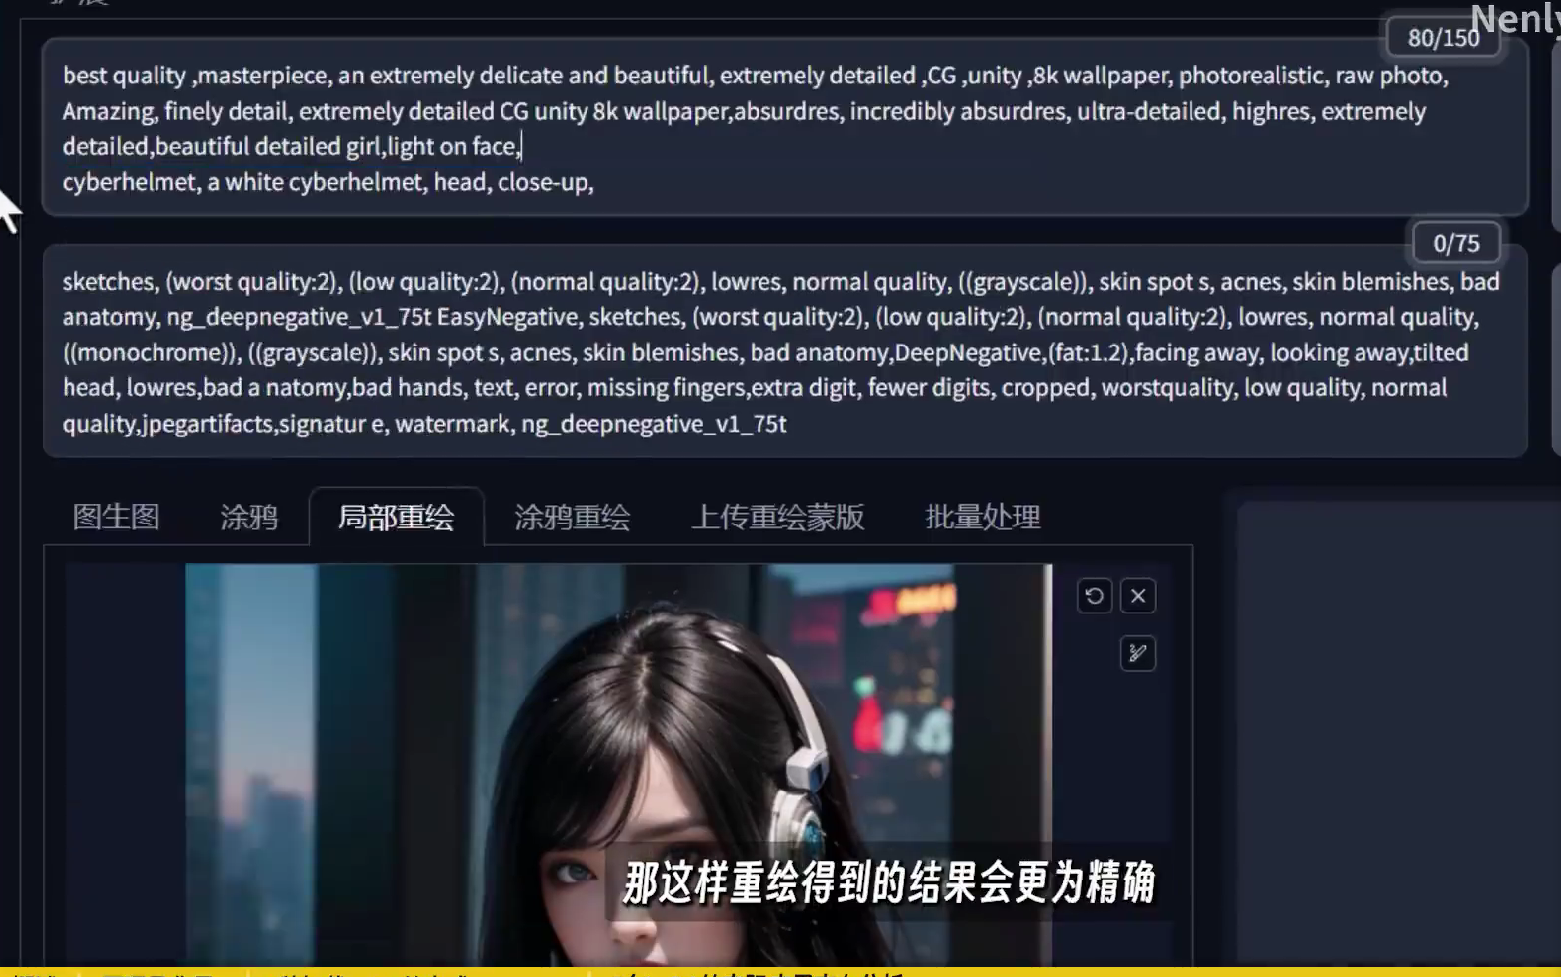 Nenly
80/150
best quality ,masterpiece, an extremely delicate and beautiful, extremely detailed ,CG ,unity ,8k wallpaper, photorealistic, raw photo,
Amazing, finely detail, extremely detailed CG unity 8k wallpaper,absurdres, incredibly absurdres, ultra-detailed, highres, extremely
detailed,beautiful detailed girl,light on face,
cyberhelmet, a white cyberhelmet, head, close-up,
0/75
sketches, (worst quality:2), (low quality:2), (normal quality:2), lowres, normal quality, ((grayscale)), skin spot s, acnes, skin blemishes, bad
anatomy, ng_deepnegative_v1_75t EasyNegative, sketches, (worst quality:2), (low quality:2), (normal quality:2), lowres, normal quality,
((monochrome)), ((grayscale)), skin spot s, acnes, skin blemishes, bad anatomy,DeepNegative,(fat:1.2),facing away, looking away,tilted
head, lowres,bad a natomy,bad hands, text, error, missing fingers,extra digit, fewer digits, cropped, worstquality, low quality, normal
quality,jpegartifacts,signatur e, watermark, ng_deepnegative_v1_75t
图生图 涂鸦 局部重绘 涂鸦重绘 上传重绘蒙版 批量处理
那这样重绘得到的结果会更为精确